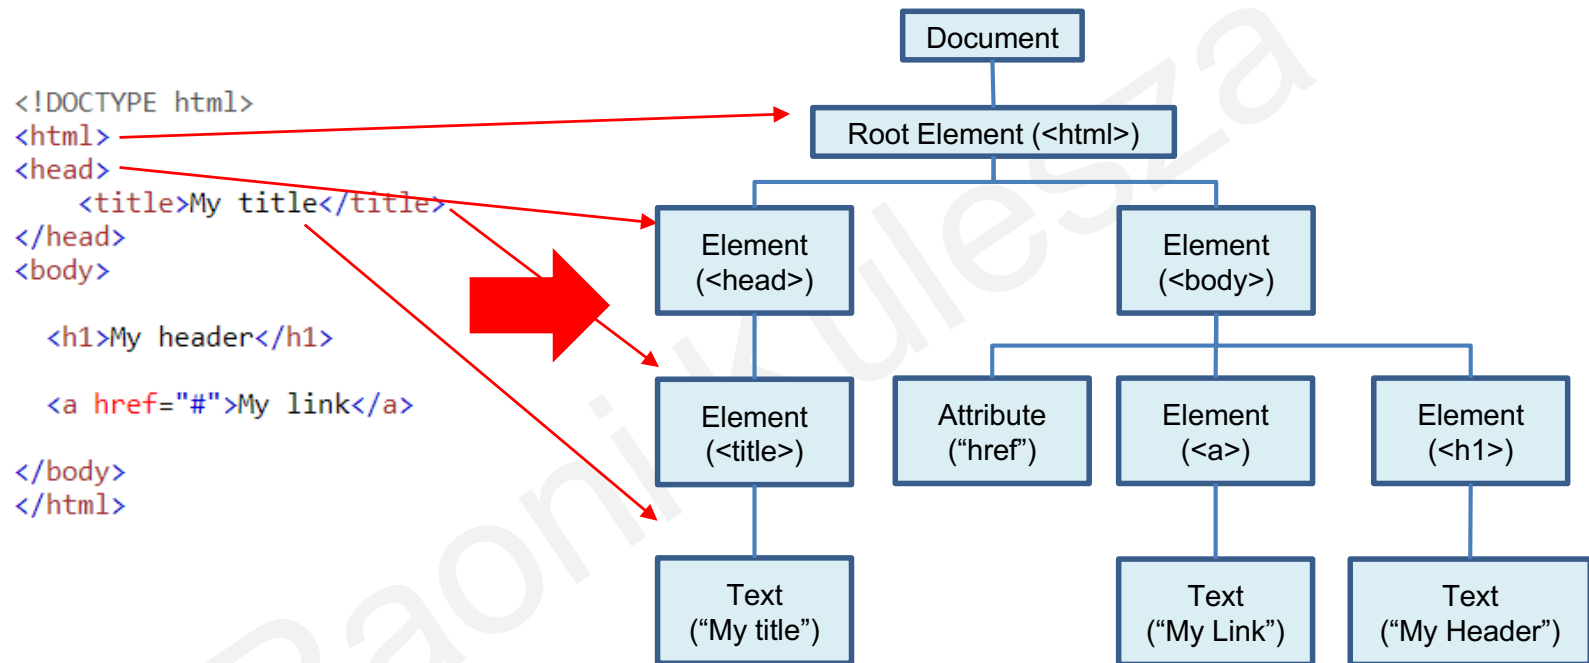 <!DOCTYPE html>
<html>
<head>
<title>My title</title>
</head>
<body>
<h1>My header</h1>
<a href="#">My link</a>
</body>
</html>
Document
Root Element (<html>)
Element
(<head>)
Element
(<body>)
Element
(<title>)
Attribute
(“href”)
Element
(<a>)
Element
(<h1>)
Text
(“My title”)
Text
(“My Link”)
Text
(“My Header”)
Raoni Kulesza